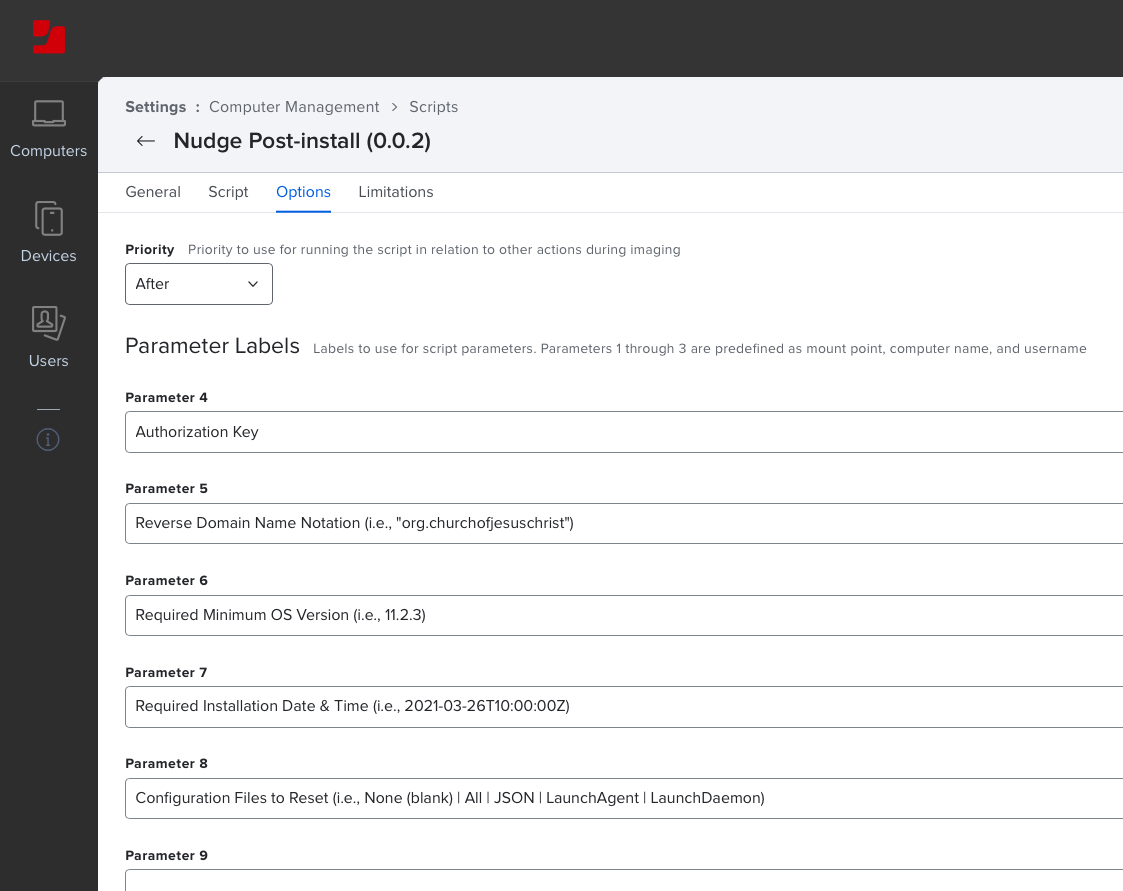 Settings : Computer Management > Scripts
← Nudge Post-install (0.0.2)
Computers
Devices
Users
General Script Options Limitations
Priority Priority to use for running the script in relation to other actions during imaging
After
Parameter Labels Labels to use for script parameters. Parameters 1 through 3 are predefined as mount point, computer name, and username
Parameter 4
Authorization Key
Parameter 5
Reverse Domain Name Notation (i.e., "org.churchofjesuschrist")
Parameter 6
Required Minimum OS Version (i.e., 11.2.3)
Parameter 7
Required Installation Date & Time (i.e., 2021-03-26T10:00:00Z)
Parameter 8
Configuration Files to Reset (i.e., None (blank) | All | JSON | LaunchAgent | LaunchDaemon)
Parameter 9